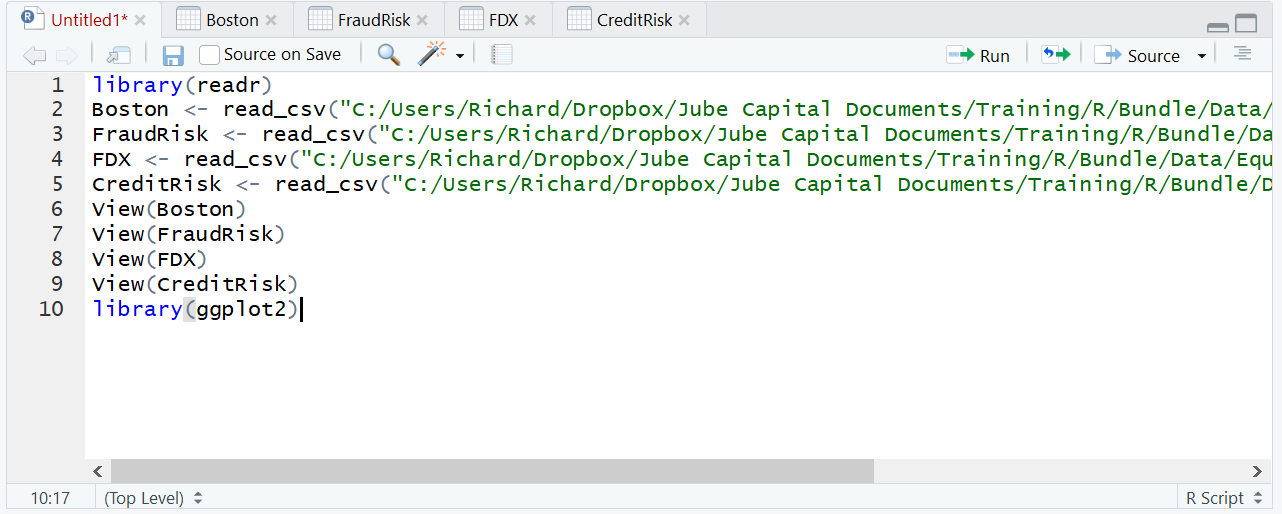 Untitled1* Boston FraudRisk FDX CreditRisk
Source on Save Run Source
1 library(readr)
2 Boston <- read_csv("C:/Users/Richard/Dropbox/Jube Capital Documents/Training/R/Bundle/Data/
3 FraudRisk <- read_csv("C:/Users/Richard/Dropbox/Jube Capital Documents/Training/R/Bundle/Da
4 FDX <- read_csv("C:/Users/Richard/Dropbox/Jube Capital Documents/Training/R/Bundle/Data/Equ
5 CreditRisk <- read_csv("C:/Users/Richard/Dropbox/Jube Capital Documents/Training/R/Bundle/D
6 View(Boston)
7 View(FraudRisk)
8 View(FDX)
9 View(CreditRisk)
10 library(ggplot2)
10:17 (Top Level) R Script